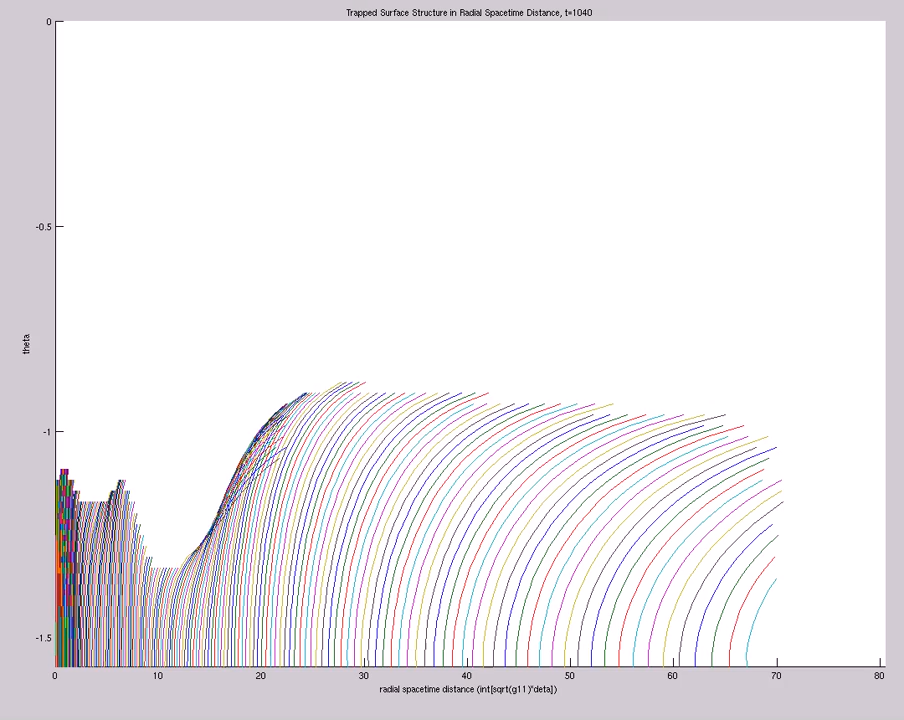 Trapped Surface Structure in Radial Spacetime Distance, t=1040
0
-0.5
theta
-1
-1.5
0 10 20 30 40 50 60 70 80
radial spacetime distance (int[sqrt(g11)*deta])